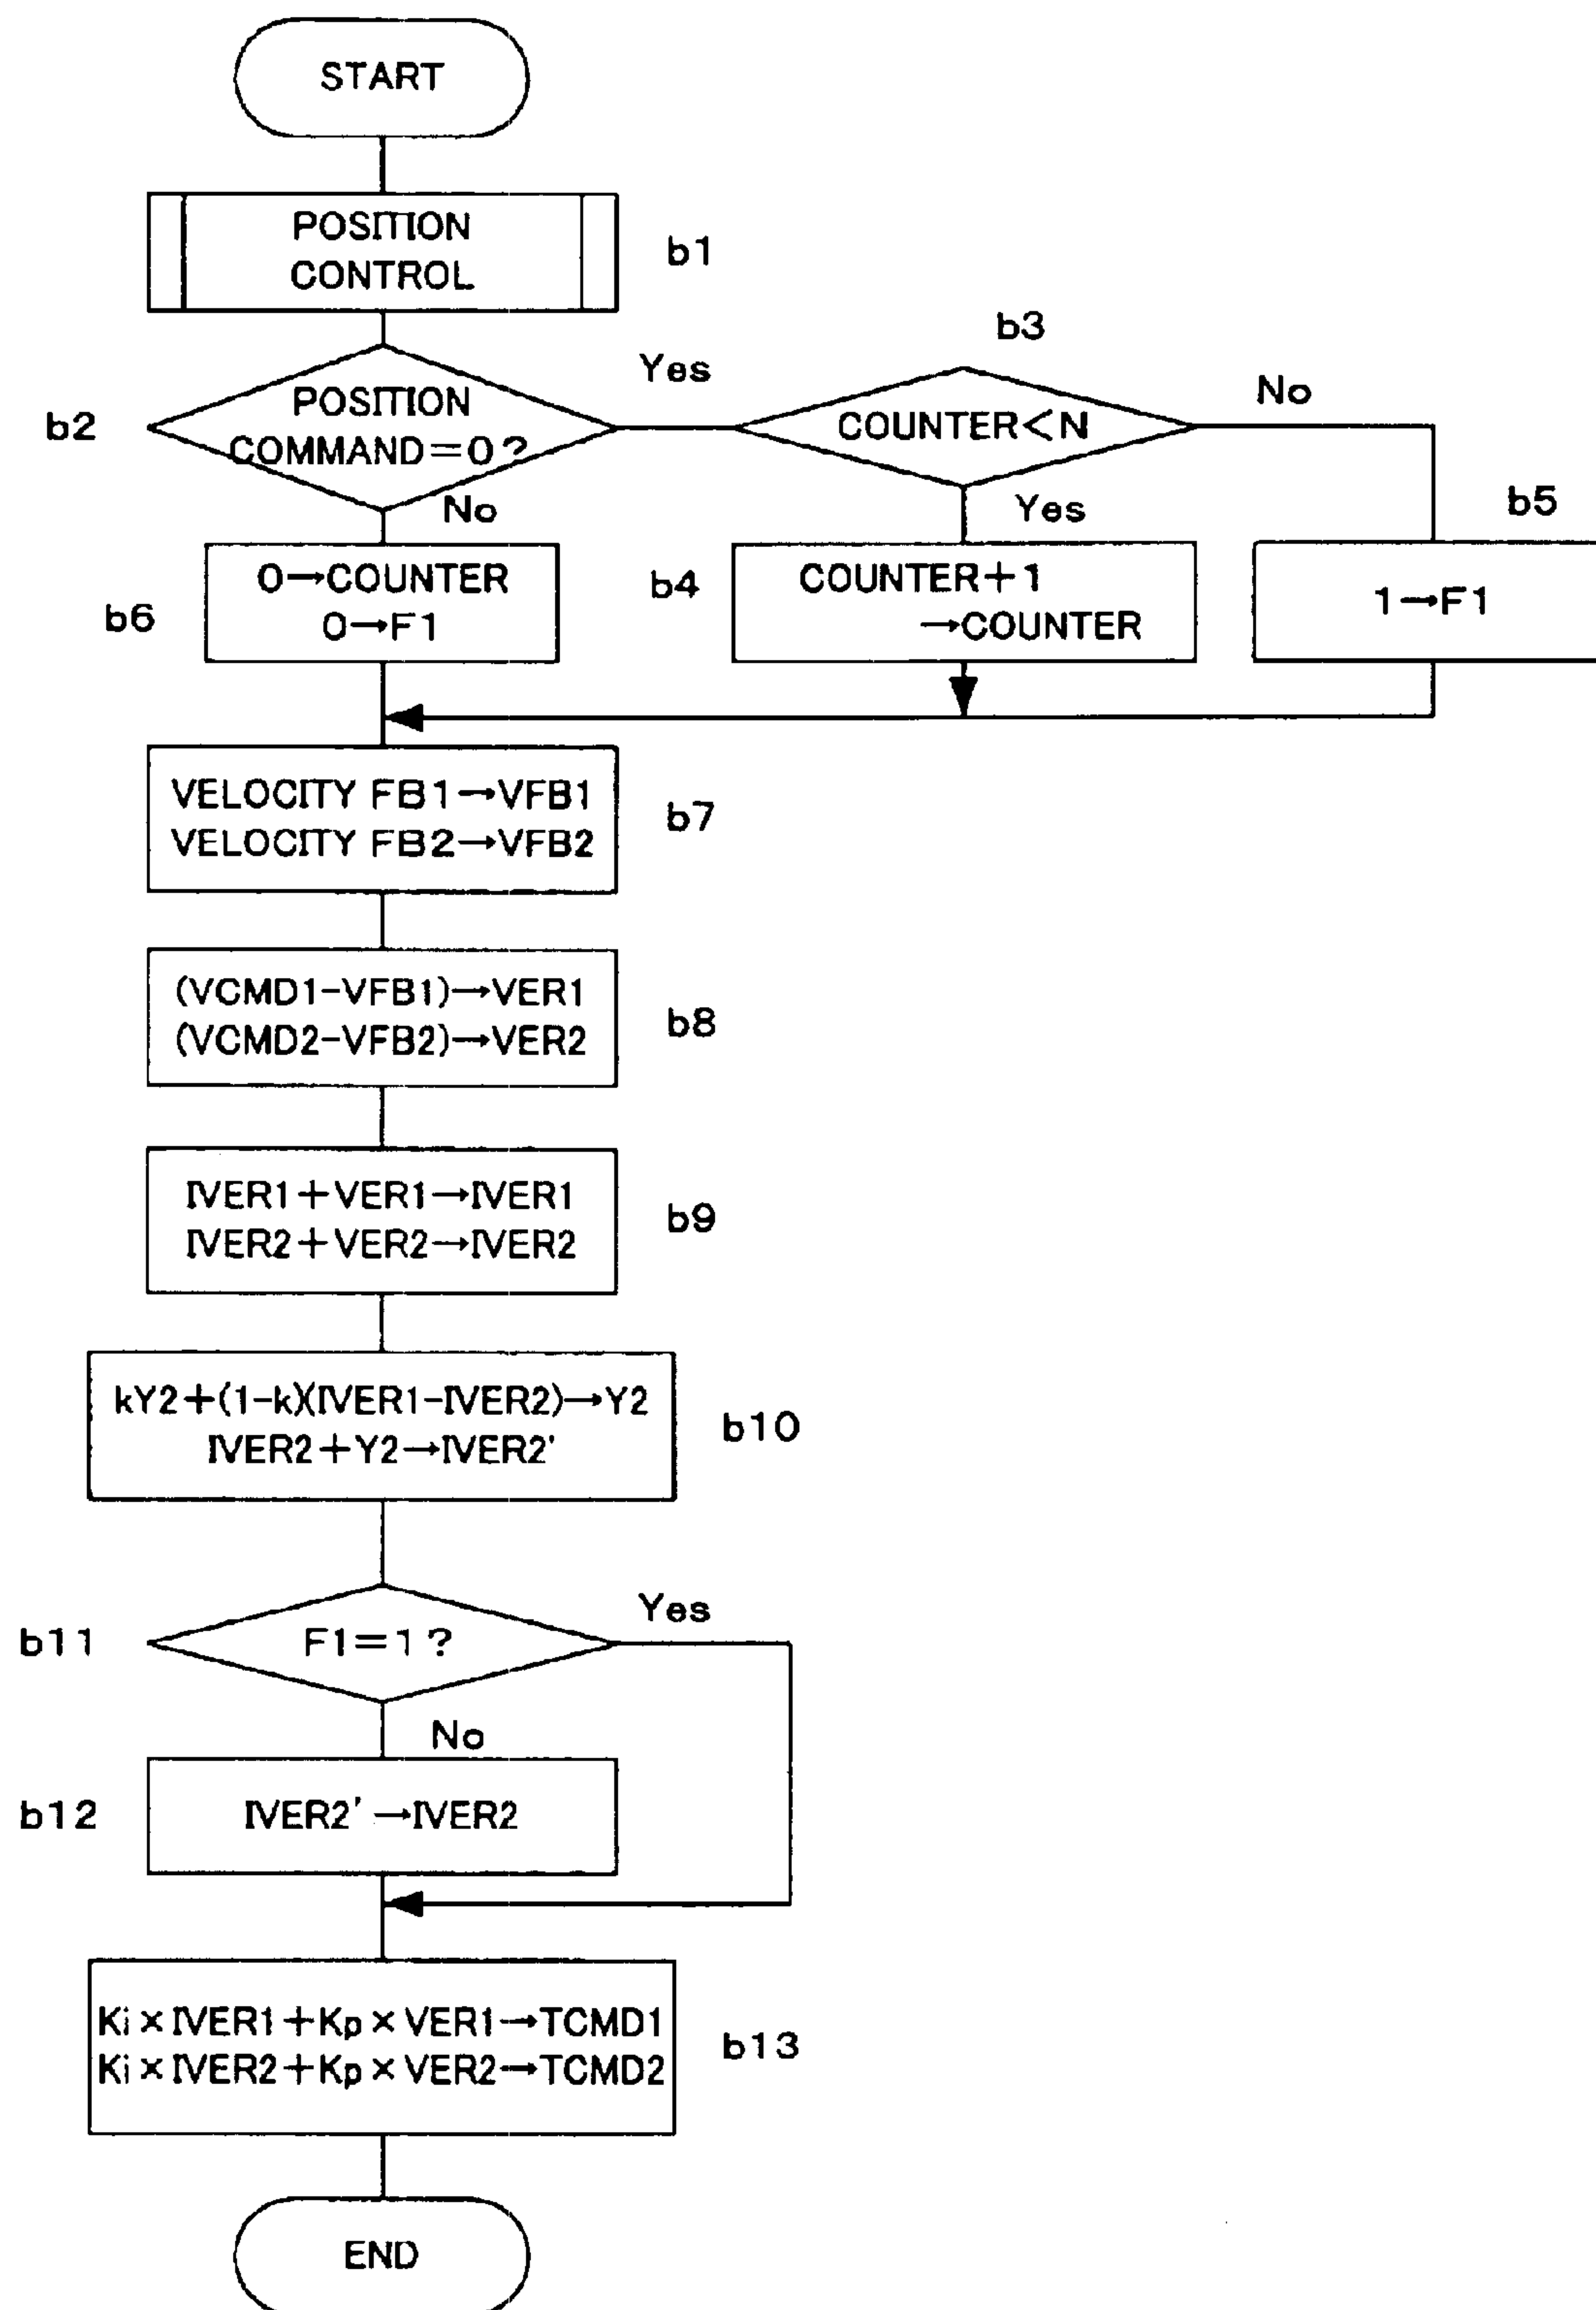 START
POSITION
CONTROL
b1
b3
Yes
No
b2
POSITION
COMMAND=0?
COUNTER<N
No
Yes
b5
b6
0→COUNTER
0→F1
b4
COUNTER+1
→COUNTER
1→F1
VELOCITY FB1→VFB1
VELOCITY FB2→VFB2
b7
(VCMD1-VFB1)→VER1
(VCMD2-VFB2)→VER2
b8
IVER1+VER1→IVER1
IVER2+VER2→IVER2
b9
kY2+(1-k)(IVER1-IVER2)→Y2
IVER2+Y2→IVER2'
b10
Yes
b11
F1=1?
No
b12
IVER2'→IVER2
Ki×IVER1+Kp×VER1→TCMD1
Ki×IVER2+Kp×VER2→TCMD2
b13
END